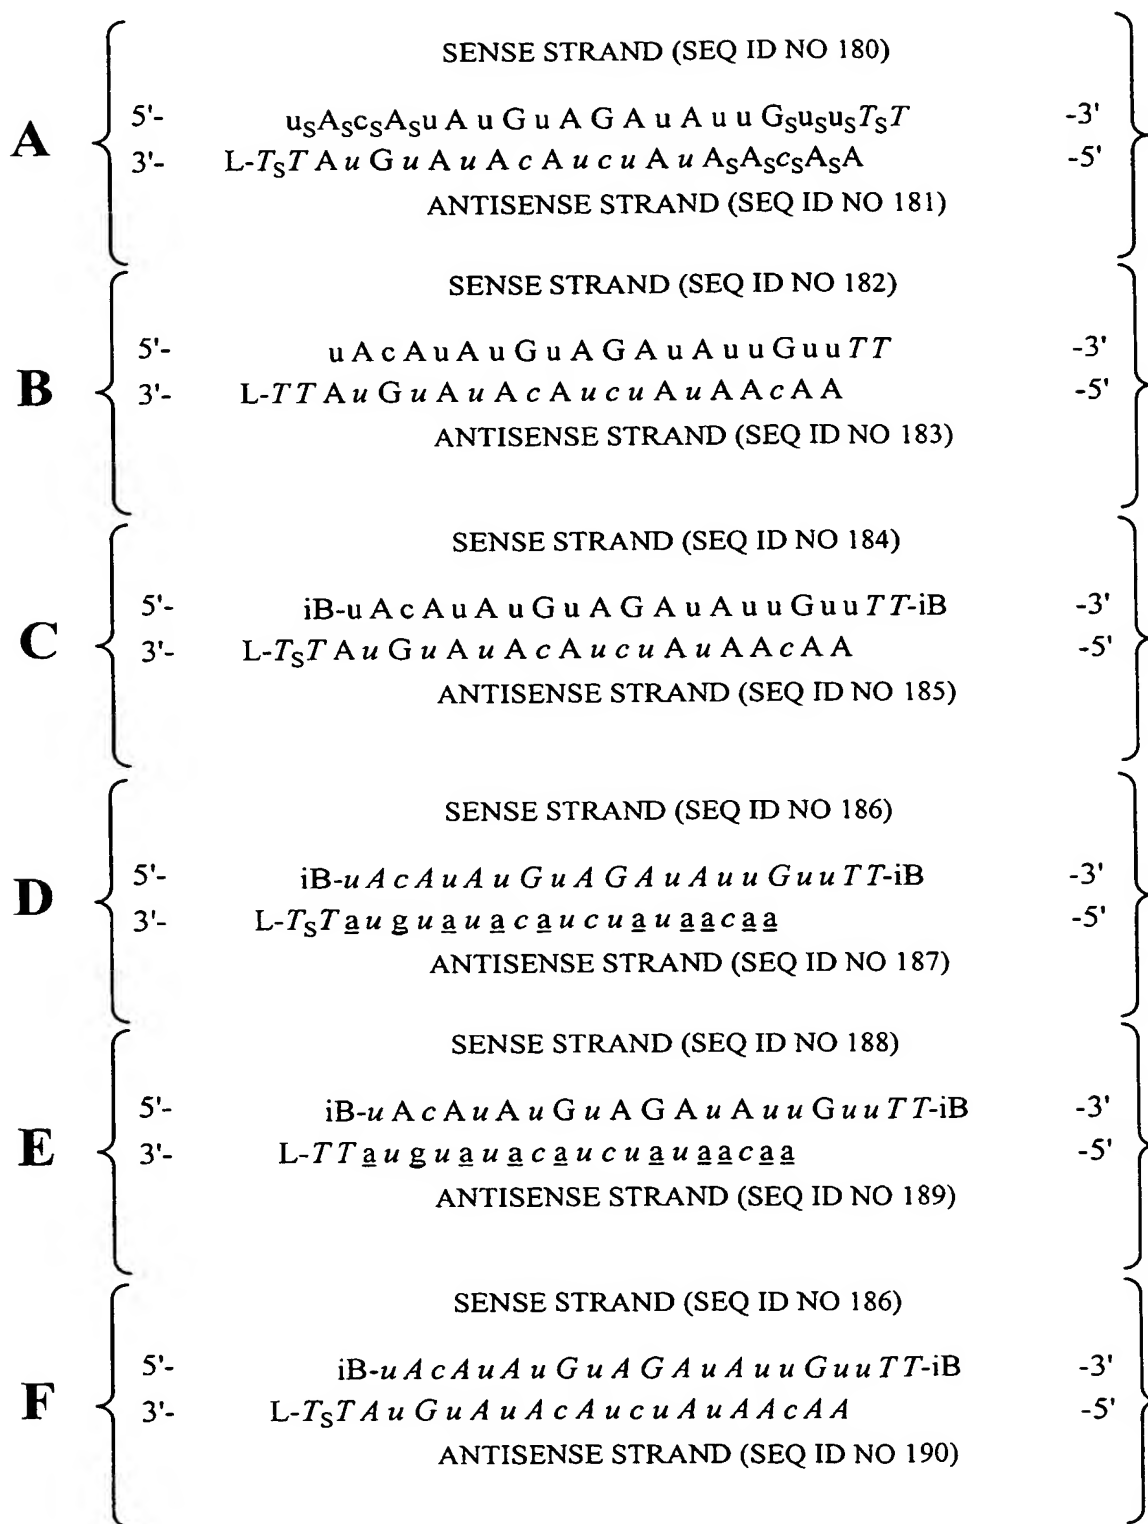 SENSE STRAND (SEQ ID NO 180)
5'- uSAScSASu A u G u A G A u A u u GSuSuSTST -3'
A
3'- L-TST A u G u A u A c A u c u A u ASAScSASA -5'
ANTISENSE STRAND (SEQ ID NO 181)
SENSE STRAND (SEQ ID NO 182)
5'- u A c A u A u G u A G A u A u u G u u T T -3'
B
3'- L-T T A u G u A u A c A u c u A u A A c A A -5'
ANTISENSE STRAND (SEQ ID NO 183)
SENSE STRAND (SEQ ID NO 184)
5'- iB-u A c A u A u G u A G A u A u u G u u T T-iB -3'
C
3'- L-TST A u G u A u A c A u c u A u A A c A A -5'
ANTISENSE STRAND (SEQ ID NO 185)
SENSE STRAND (SEQ ID NO 186)
5'- iB-u A c A u A u G u A G A u A u u G u u T T-iB -3'
D
3'- L-TST a u g u a u a c a u c u a u a a c a a -5'
ANTISENSE STRAND (SEQ ID NO 187)
SENSE STRAND (SEQ ID NO 188)
5'- iB-u A c A u A u G u A G A u A u u G u u T T-iB -3'
E
3'- L-T T a u g u a u a c a u c u a u a a c a a -5'
ANTISENSE STRAND (SEQ ID NO 189)
SENSE STRAND (SEQ ID NO 186)
5'- iB-u A c A u A u G u A G A u A u u G u u T T-iB -3'
F
3'- L-TST A u G u A u A c A u c u A u A A c A A -5'
ANTISENSE STRAND (SEQ ID NO 190)